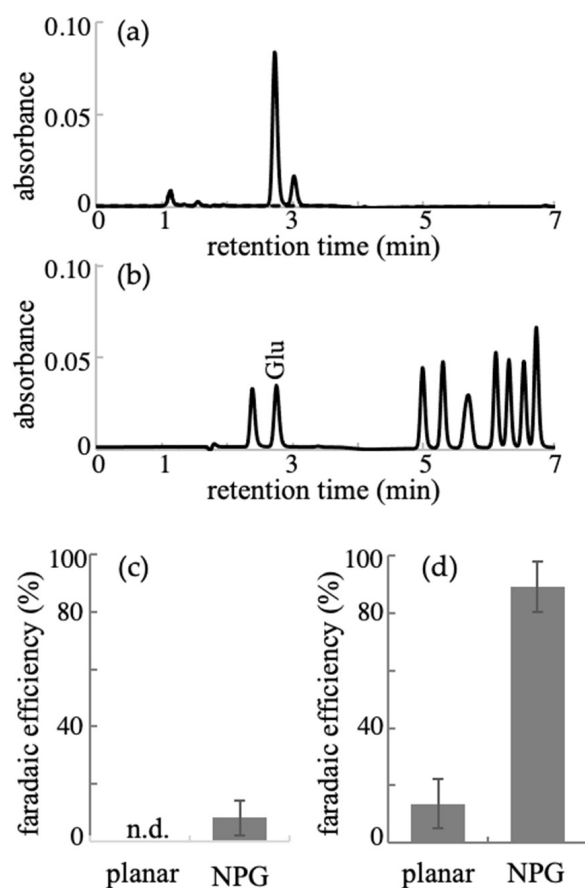 (a)
0.10
0.05
0
absorbance
0 1 3 5 7
retention time (min)
(b)
0.10
0.05
0
absorbance
Glu
0 1 3 5 7
retention time (min)
(c)
100
80
40
0
faradaic efficiency (%)
n.d.
planar NPG
(d)
100
80
40
0
faradaic efficiency (%)
planar NPG